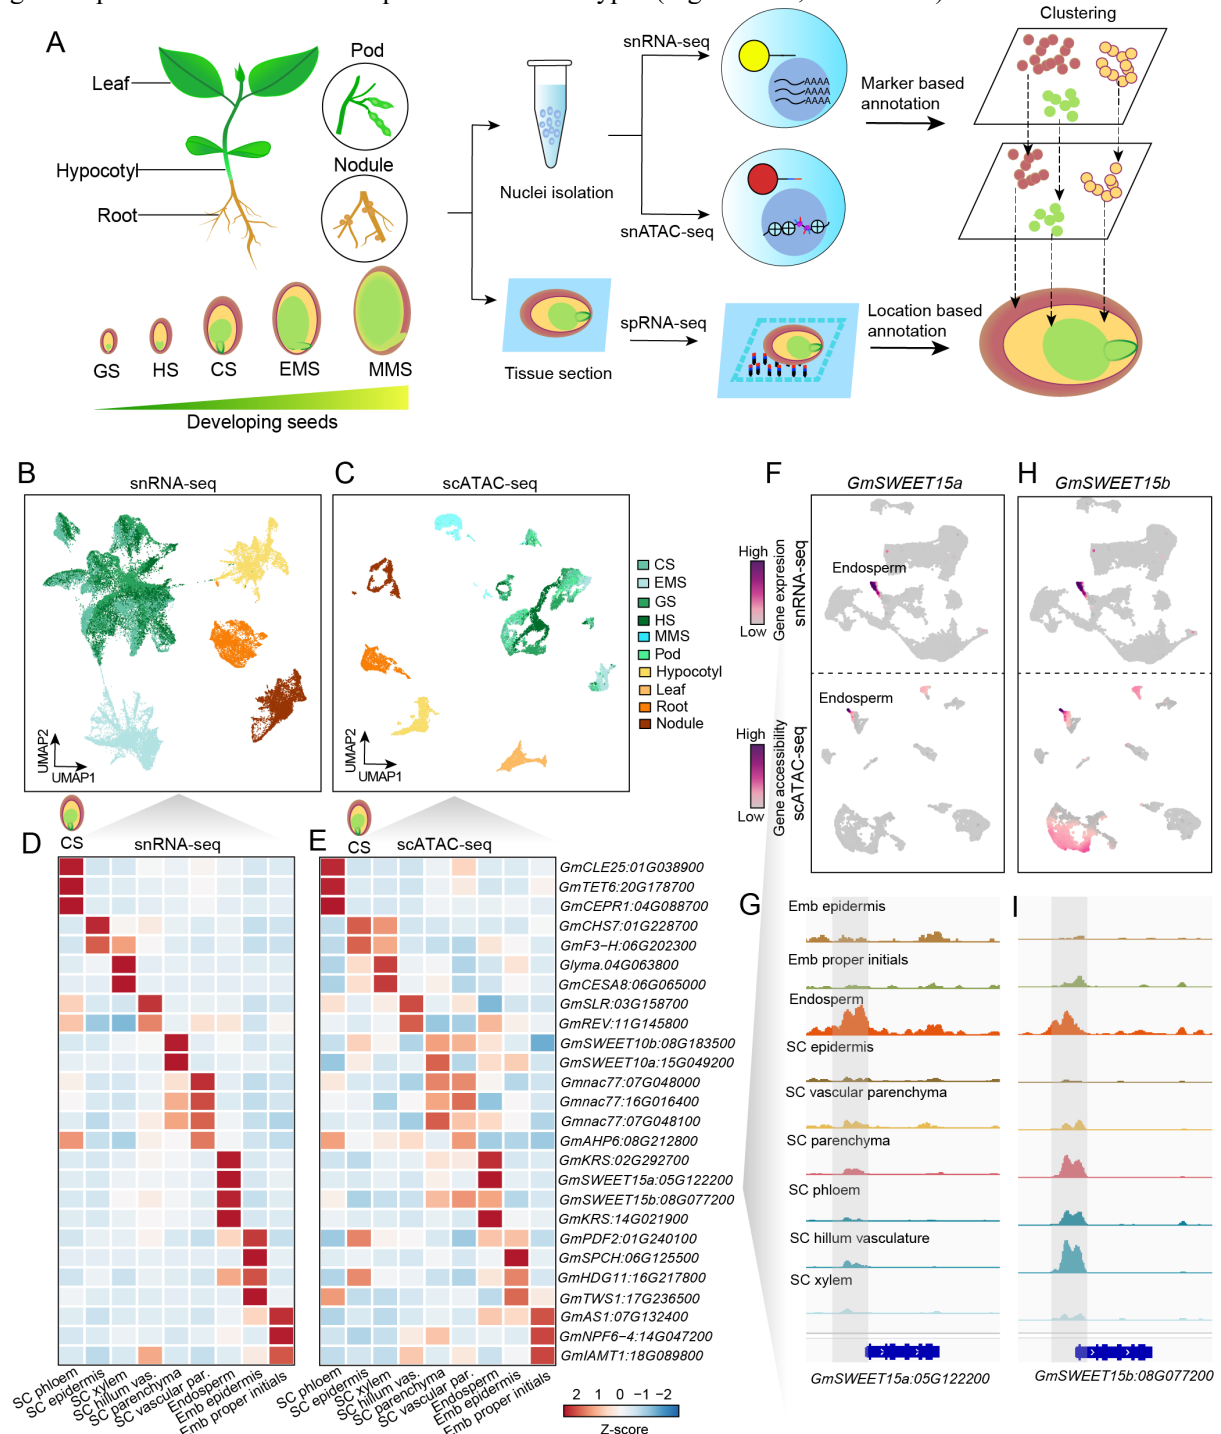 A
Leaf
Hypocotyl
Root
Pod
Nodule
GS
HS
CS
EMS
MMS
Developing seeds
Nuclei isolation
Tissue section
snRNA-seq
snATAC-seq
spRNA-seq
AAAA
AAAA
AAAA
Marker based
annotation
Location based
annotation
Clustering
B
snRNA-seq
UMAP2
UMAP1
C
scATAC-seq
UMAP2
UMAP1
CS
EMS
GS
HS
MMS
Pod
Hypocotyl
Leaf
Root
Nodule
F
GmSWEET15a
H
GmSWEET15b
High
Low
Gene expresion
snRNA-seq
Endosperm
High
Low
Gene accessibility
scATAC-seq
Endosperm
D
CS
snRNA-seq
E
CS
scATAC-seq
GmCLE25:01G038900
GmTET6:20G178700
GmCEPR1:04G088700
GmCHS7:01G228700
GmF3-H:06G202300
Glyma.04G063800
GmCESA8:06G065000
GmSLR:03G158700
GmREV:11G145800
GmSWEET10b:08G183500
GmSWEET10a:15G049200
Gmnac77:07G048000
Gmnac77:16G016400
Gmnac77:07G048100
GmAHP6:08G212800
GmKRS:02G292700
GmSWEET15a:05G122200
GmSWEET15b:08G077200
GmKRS:14G021900
GmPDF2:01G240100
GmSPCH:06G125500
GmHDG11:16G217800
GmTWS1:17G236500
GmAS1:07G132400
GmNPF6-4:14G047200
GmIAMT1:18G089800
SC phloem
SC epidermis
SC xylem
SC hillum vas.
SC parenchyma
SC vascular par.
Endosperm
Emb epidermis
Emb proper initials
SC phloem
SC epidermis
SC xylem
SC hillum vas.
SC parenchyma
SC vascular par.
Endosperm
Emb epidermis
Emb proper initials
2 1 0 -1 -2
Z-score
G
Emb epidermis
Emb proper initials
Endosperm
SC epidermis
SC vascular parenchyma
SC parenchyma
SC phloem
SC hillum vasculature
SC xylem
GmSWEET15a:05G122200
I
GmSWEET15b:08G077200